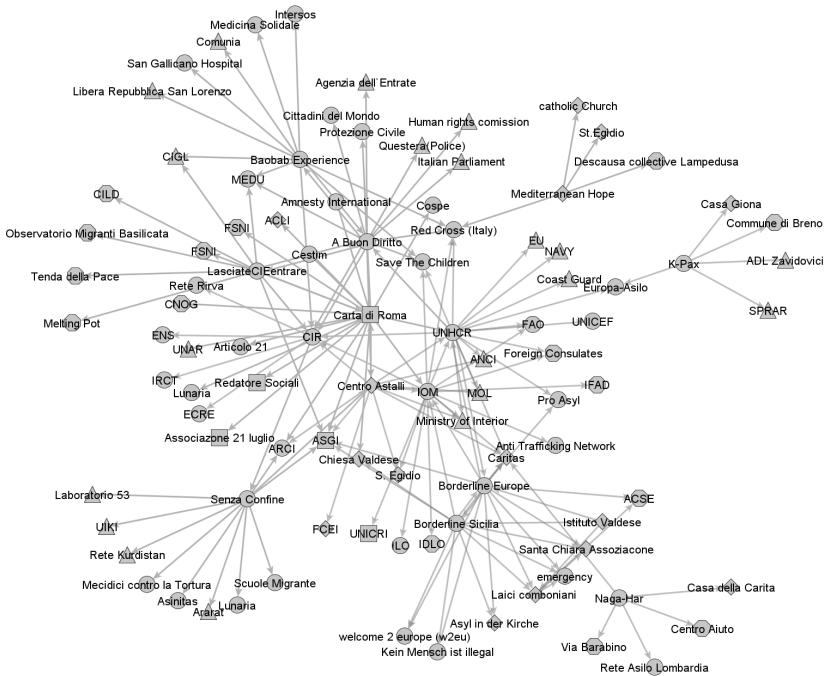 Intersos
Medicina Solidale
Comunia
San Gallicano Hospital
Agenzia dell`Entrate
Libera Repubblica San Lorenzo
catholic Church
Cittadini del Mondo
Human rights comission
Protezione Civile
St.Egidio
Questera(Police)
CIGL
Baobab Experience
Italian Parliament
Descausa collective Lampedusa
MEDU
CILD
Mediterranean Hope
Amnesty International
Cospe
Casa Giona
ACLI
Commune di Breno
FSNI
Observatorio Migranti Basilicata
Red Cross (Italy)
A Buon Diritto
EU
FSNI
Cestim
NAVY
Save The Children
K-Pax
ADL Zavidovici
LasciateCIEentrare
Tenda della Pace
Coast Guard
Rete Rirva
Europa-Asilo
CNOG
SPRAR
Carta di Roma
Melting Pot
FAO
UNICEF
ENS
CIR
UNHCR
UNAR
Articolo 21
Foreign Consulates
ANCI
IRCT
Redatore Sociali
Centro Astalli
IFAD
Lunaria
IOM
MOL
Pro Asyl
ECRE
Ministry of Interior
Associazone 21 luglio
ASGI
ARCI
Anti Trafficking Network
Chiesa Valdese
Caritas
S. Egidio
Borderline Europe
Laboratorio 53
Senza Confine
ACSE
UIKI
FCEI
Borderline Sicilia
Istituto Valdese
UNICRI
ILO
IDLO
Rete Kurdistan
Santa Chiara Assoziacone
emergency
Mecidici contro la Tortura
Scuole Migrante
Laici comboniani
Casa della Carita
Asinitas
Naga-Har
Lunaria
Ararat
Asyl in der Kirche
Centro Aiuto
welcome 2 europe (w2eu)
Via Barabino
Kein Mensch ist illegal
Rete Asilo Lombardia